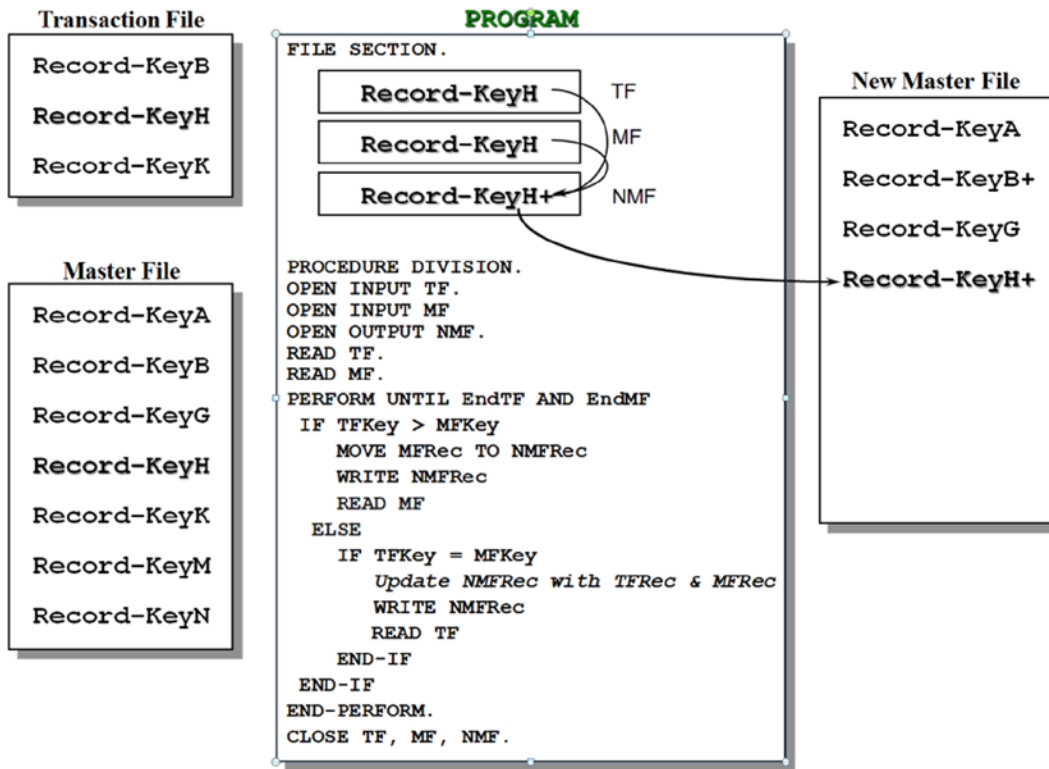 Transaction File
Record-KeyB
Record-KeyH
Record-KeyK
Master File
Record-KeyA
Record-KeyB
Record-KeyG
Record-KeyH
Record-KeyK
Record-KeyM
Record-KeyN
PROGRAM
FILE SECTION.
Record-KeyH TF
Record-KeyH MF
Record-KeyH+ NMF
PROCEDURE DIVISION.
OPEN INPUT TF.
OPEN INPUT MF
OPEN OUTPUT NMF.
READ TF.
READ MF.
PERFORM UNTIL EndTF AND EndMF
IF TFKey > MFKey
MOVE MFRec TO NMFRec
WRITE NMFRec
READ MF
ELSE
IF TFKey = MFKey
Update NMFRec with TFRec & MFRec
WRITE NMFRec
READ TF
END-IF
END-IF
END-PERFORM.
CLOSE TF, MF, NMF.
New Master File
Record-KeyA
Record-KeyB+
Record-KeyG
Record-KeyH+